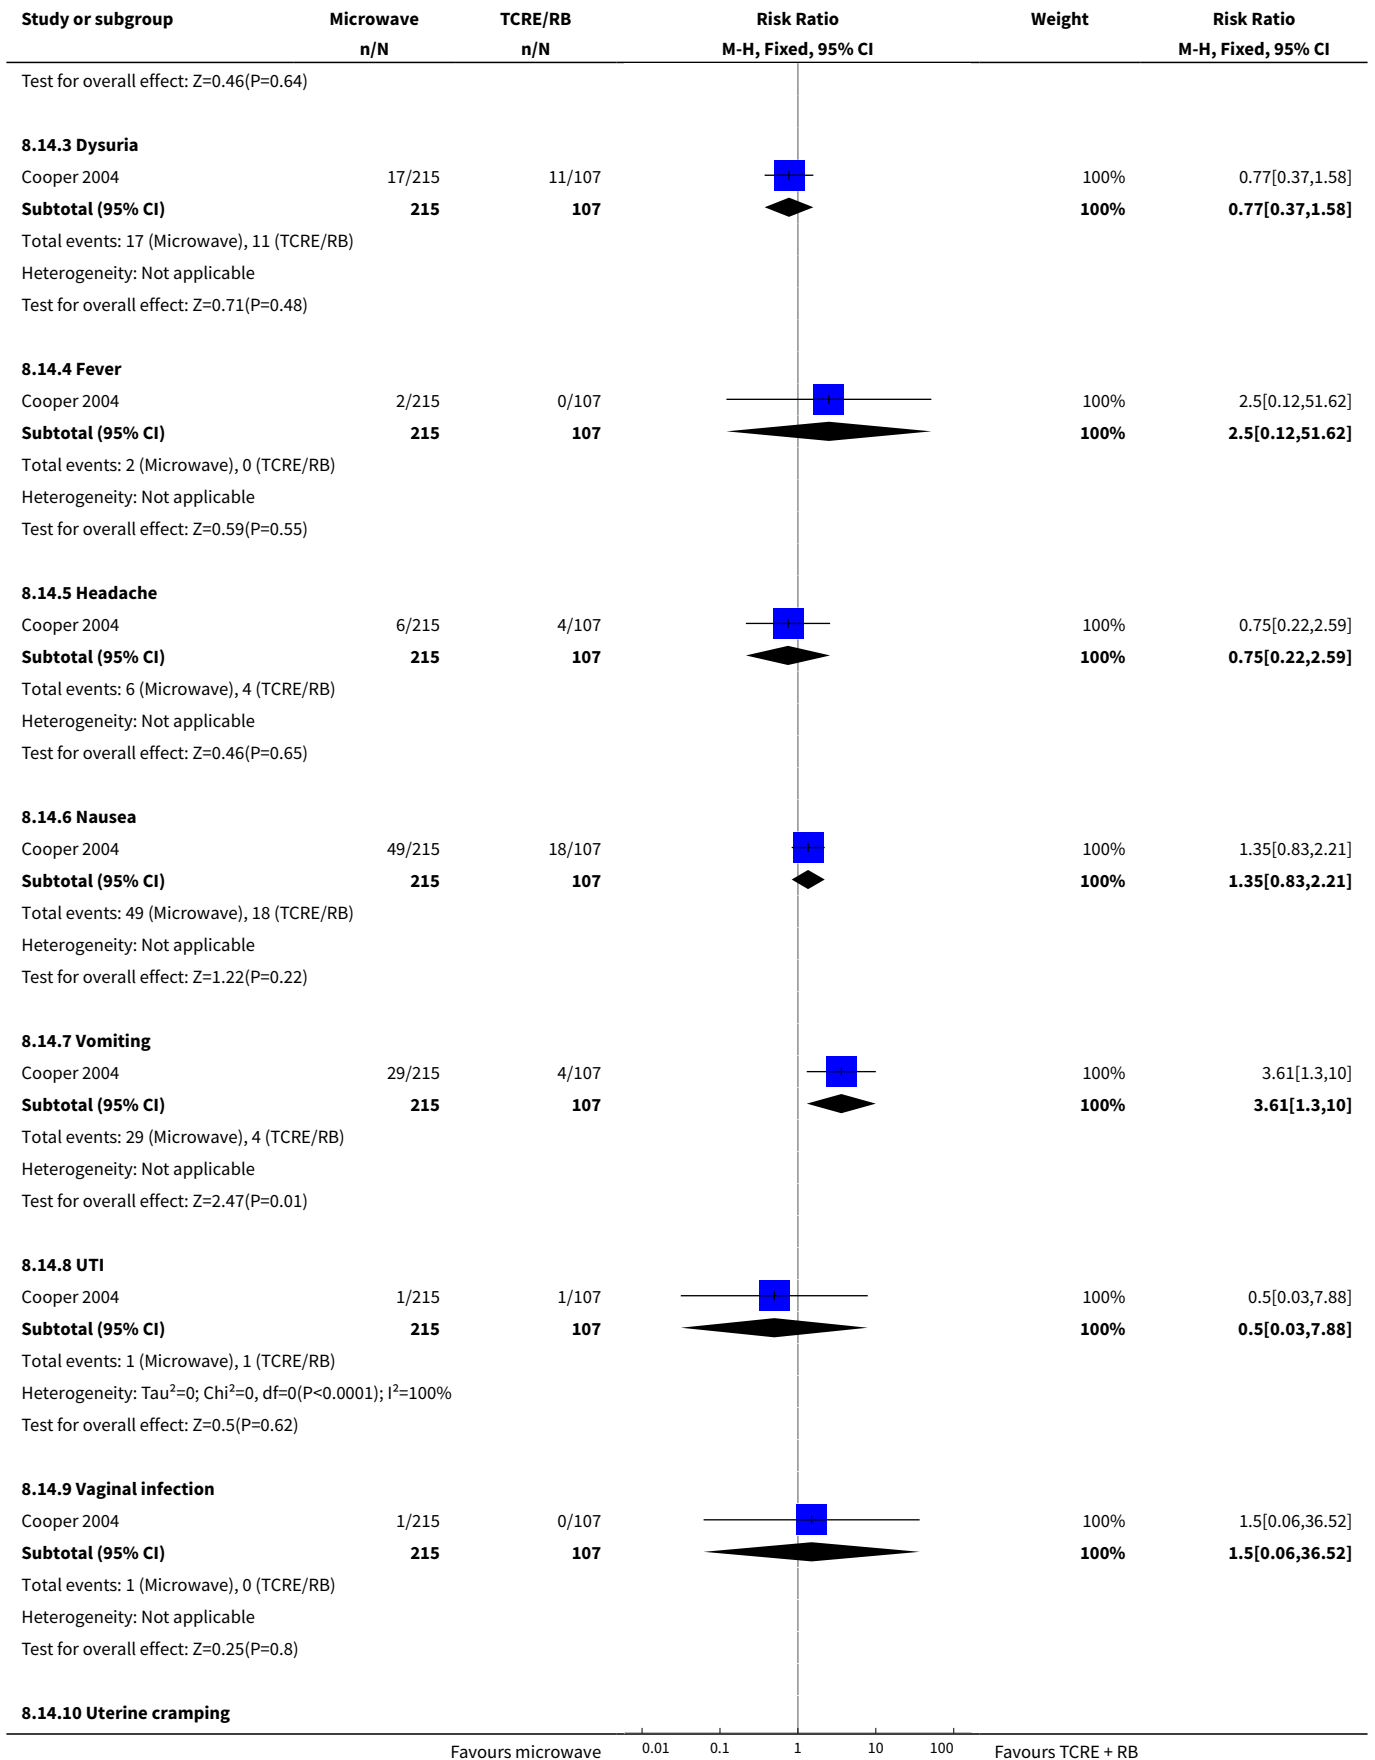 Study or subgroup Microwave TCRE/RB Risk Ratio Weight Risk Ratio
n/N n/N M-H, Fixed, 95% CI M-H, Fixed, 95% CI
Test for overall effect: Z=0.46(P=0.64)
8.14.3 Dysuria
Cooper 2004 17/215 11/107 100% 0.77[0.37,1.58]
Subtotal (95% CI) 215 107 100% 0.77[0.37,1.58]
Total events: 17 (Microwave), 11 (TCRE/RB)
Heterogeneity: Not applicable
Test for overall effect: Z=0.71(P=0.48)
8.14.4 Fever
Cooper 2004 2/215 0/107 100% 2.5[0.12,51.62]
Subtotal (95% CI) 215 107 100% 2.5[0.12,51.62]
Total events: 2 (Microwave), 0 (TCRE/RB)
Heterogeneity: Not applicable
Test for overall effect: Z=0.59(P=0.55)
8.14.5 Headache
Cooper 2004 6/215 4/107 100% 0.75[0.22,2.59]
Subtotal (95% CI) 215 107 100% 0.75[0.22,2.59]
Total events: 6 (Microwave), 4 (TCRE/RB)
Heterogeneity: Not applicable
Test for overall effect: Z=0.46(P=0.65)
8.14.6 Nausea
Cooper 2004 49/215 18/107 100% 1.35[0.83,2.21]
Subtotal (95% CI) 215 107 100% 1.35[0.83,2.21]
Total events: 49 (Microwave), 18 (TCRE/RB)
Heterogeneity: Not applicable
Test for overall effect: Z=1.22(P=0.22)
8.14.7 Vomiting
Cooper 2004 29/215 4/107 100% 3.61[1.3,10]
Subtotal (95% CI) 215 107 100% 3.61[1.3,10]
Total events: 29 (Microwave), 4 (TCRE/RB)
Heterogeneity: Not applicable
Test for overall effect: Z=2.47(P=0.01)
8.14.8 UTI
Cooper 2004 1/215 1/107 100% 0.5[0.03,7.88]
Subtotal (95% CI) 215 107 100% 0.5[0.03,7.88]
Total events: 1 (Microwave), 1 (TCRE/RB)
Heterogeneity: Tau²=0; Chi²=0, df=0(P<0.0001); I²=100%
Test for overall effect: Z=0.5(P=0.62)
8.14.9 Vaginal infection
Cooper 2004 1/215 0/107 100% 1.5[0.06,36.52]
Subtotal (95% CI) 215 107 100% 1.5[0.06,36.52]
Total events: 1 (Microwave), 0 (TCRE/RB)
Heterogeneity: Not applicable
Test for overall effect: Z=0.25(P=0.8)
8.14.10 Uterine cramping
Favours microwave 0.01 0.1 1 10 100 Favours TCRE + RB